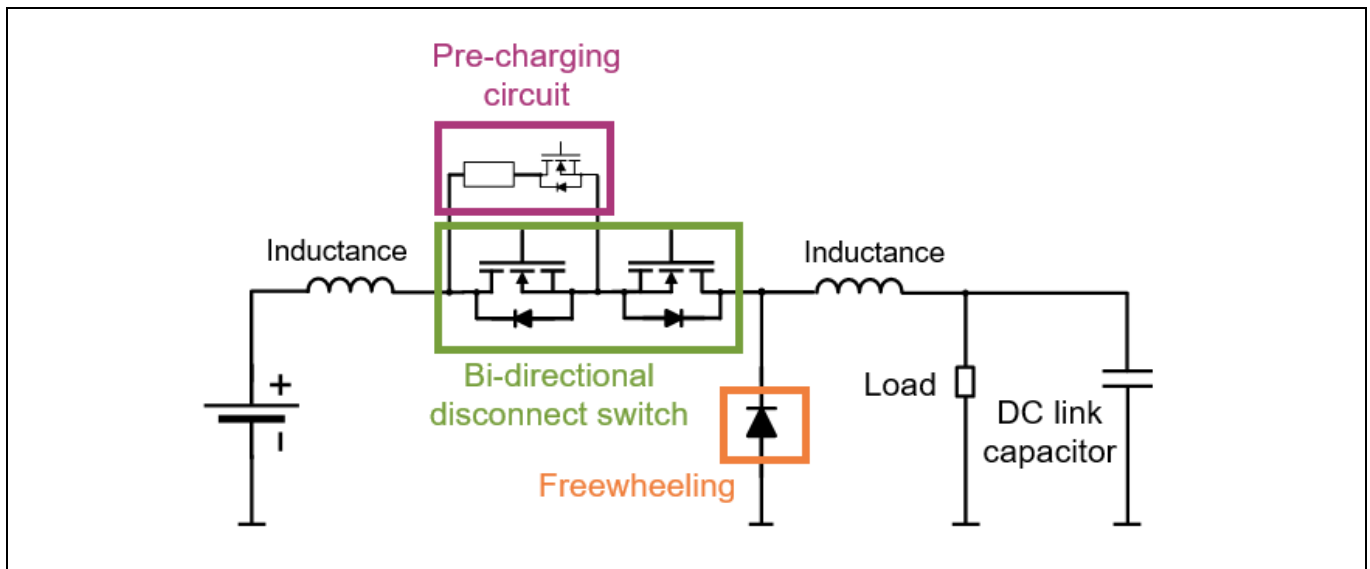 Pre-charging
circuit
Inductance
Inductance
Bi-directional
disconnect switch
Load
DC link
capacitor
Freewheeling
+
-